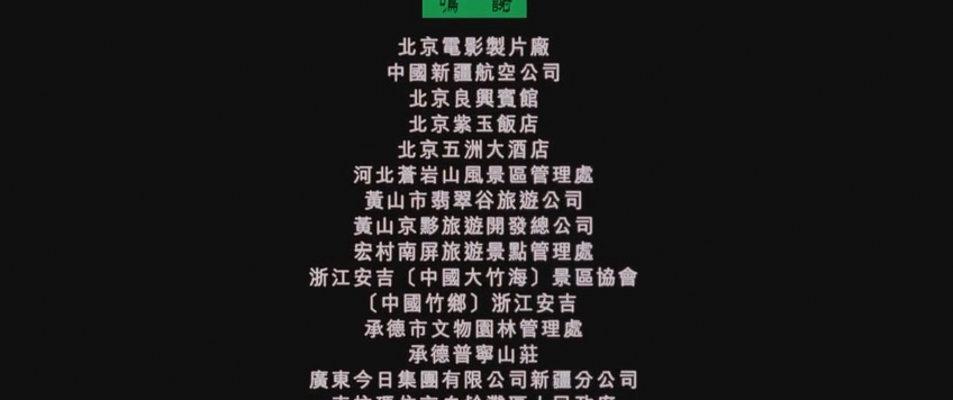 鳴 謝
北京電影製片廠
中國新疆航空公司
北京良興賓館
北京紫玉飯店
北京五洲大酒店
河北蒼岩山風景區管理處
黃山市翡翠谷旅遊公司
黃山京黟旅遊開發總公司
宏村南屏旅遊景點管理處
浙江安吉〔中國大竹海〕景區協會
〔中國竹鄉〕浙江安吉
承德市文物園林管理處
承德普寧山莊
廣東今日集團有限公司新疆分公司